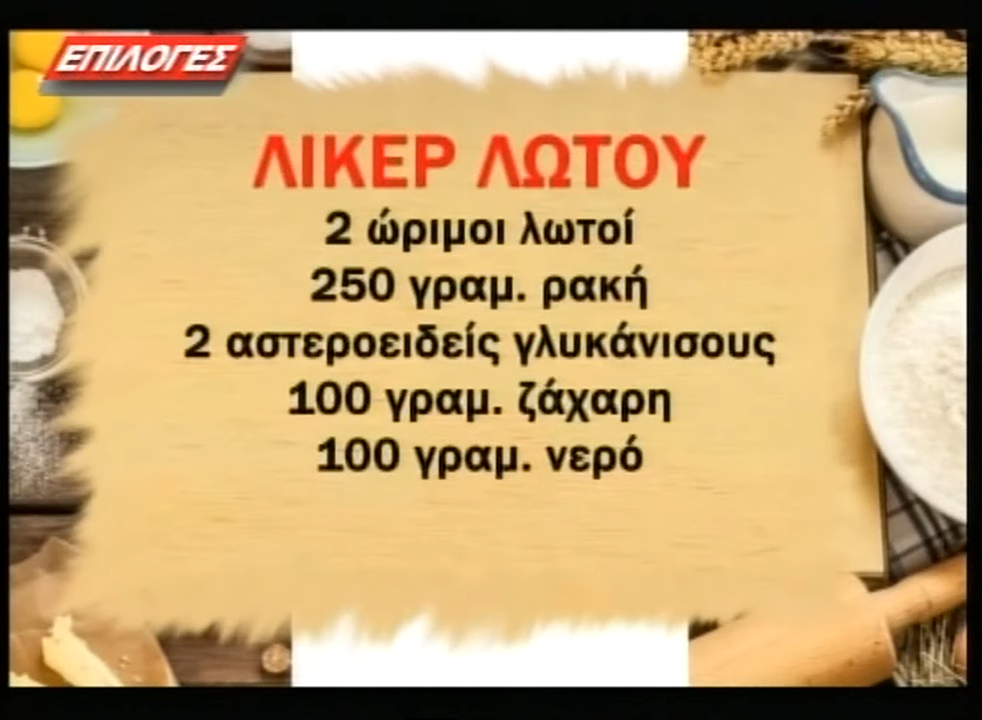 ΕΠΙΛΟΓΕΣ
ΛΙΚΕΡ ΛΩΤΟΥ
2 ώριμοι λωτοί
250 γραμ. ρακή
2 αστεροειδείς γλυκάνισους
100 γραμ. ζάχαρη
100 γραμ. νερό